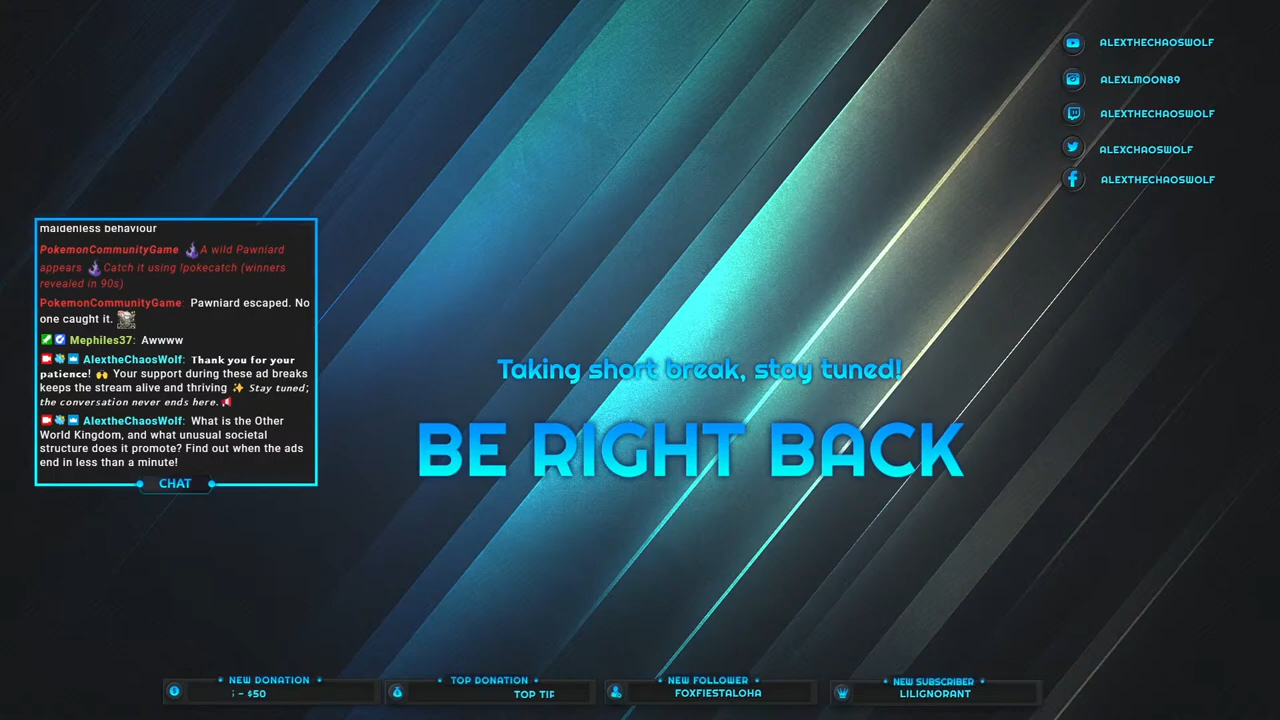 ALEXTHECHAOSWOLF
ALEXLMOON89
ALEXTHECHAOSWOLF
ALEXCHAOSWOLF
ALEXTHECHAOSWOLF
maidenless behaviour
PokemonCommunityGame A wild Pawniard
appears Catch it using !pokecatch (winners
revealed in 90s)
PokemonCommunityGame: Pawniard escaped. No
one caught it.
Mephiles37: Awwww
AlextheChaosWolf: Thank you for your
patience! 🙌 Your support during these ad breaks
keeps the stream alive and thriving ✨ Stay tuned;
the conversation never ends here. 📢
AlextheChaosWolf: What is the Other
World Kingdom, and what unusual societal
structure does it promote? Find out when the ads
end in less than a minute!
CHAT
Taking short break, stay tuned!
BE RIGHT BACK
NEW DONATION
- $50
TOP DONATION
TOP TIP
NEW FOLLOWER
FOXFIESTALOHA
NEW SUBSCRIBER
LILIGNORANT